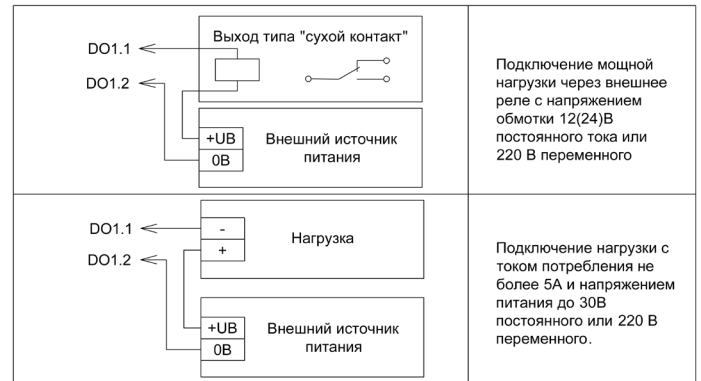 Выход типа "сухой контакт"
DO1.1
DO1.2
+UB
0В
Внешний источник
питания
Подключение мощной
нагрузки через внешнее
реле с напряжением
обмотки 12(24)В
постоянного тока или
220 В переменного
DO1.1
DO1.2
-
+
Нагрузка
+UB
0В
Внешний источник
питания
Подключение нагрузки с
током потребления не
более 5А и напряжением
питания до 30В
постоянного или 220 В
переменного.